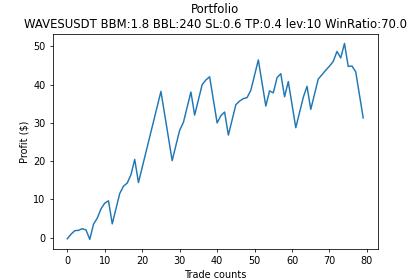 Portfolio
WAVESUSDT BBM:1.8 BBL:240 SL:0.6 TP:0.4 lev:10 WinRatio:70.0
50
40
30
20
10
0
Profit ($)
0 10 20 30 40 50 60 70 80
Trade counts